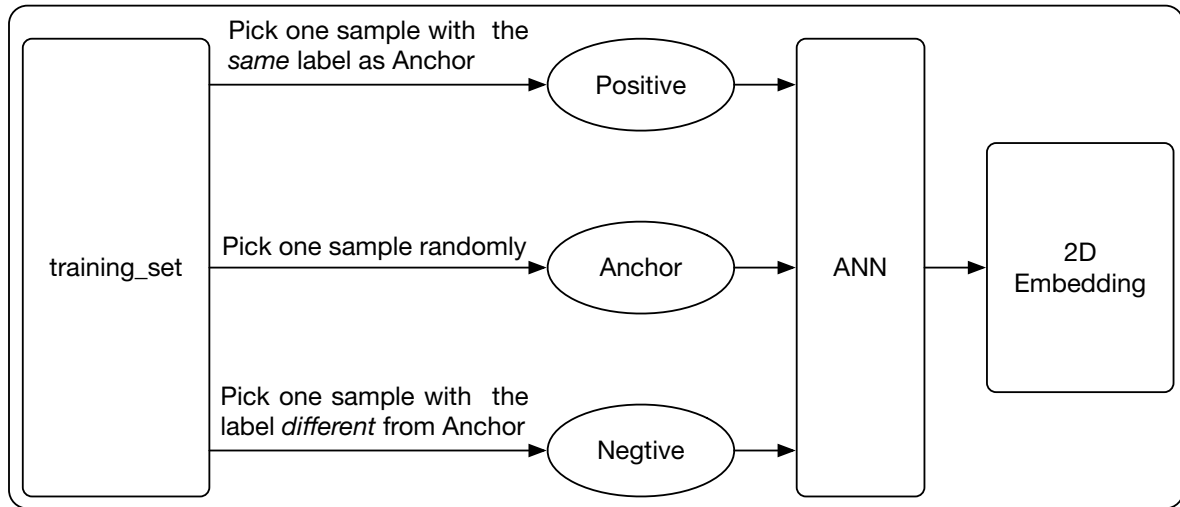 Pick one sample with the
same label as Anchor
Positive
training_set
Pick one sample randomly
Anchor
ANN
2D
Embedding
Pick one sample with the
label different from Anchor
Negtive